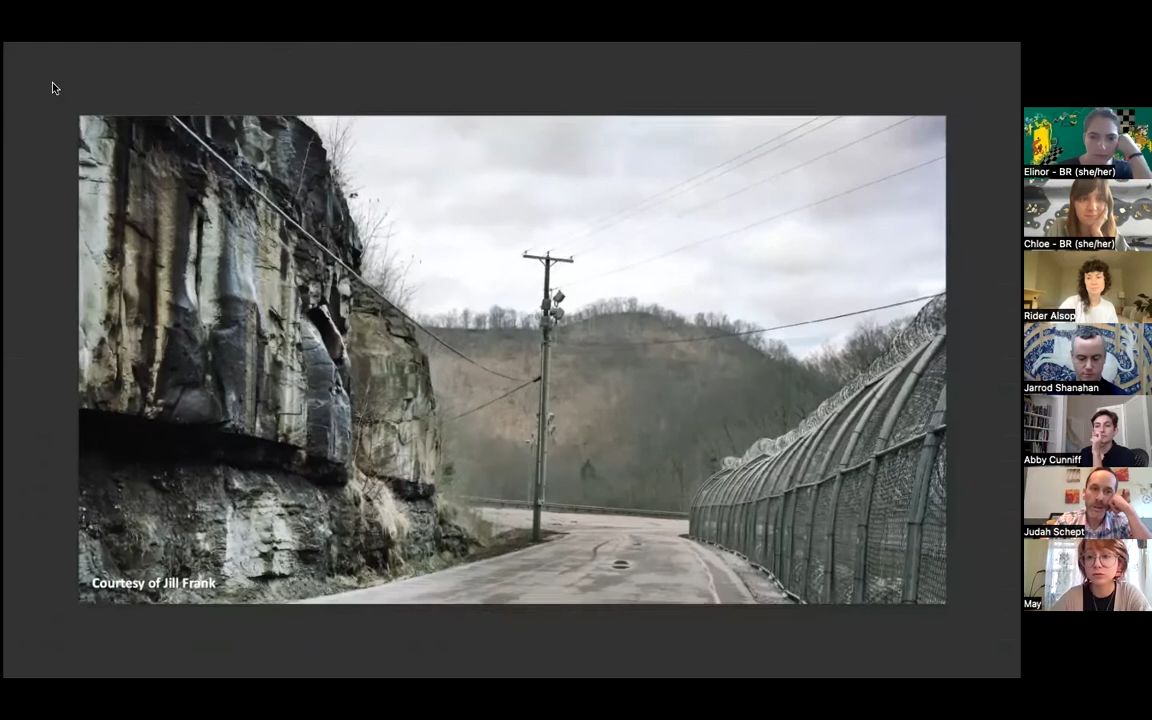 Courtesy of Jill Frank
Elinor - BR (she/her)
Chloe - BR (she/her)
Rider Alsop
Jarrod Shanahan
Abby Cunniff
Judah Schept
May